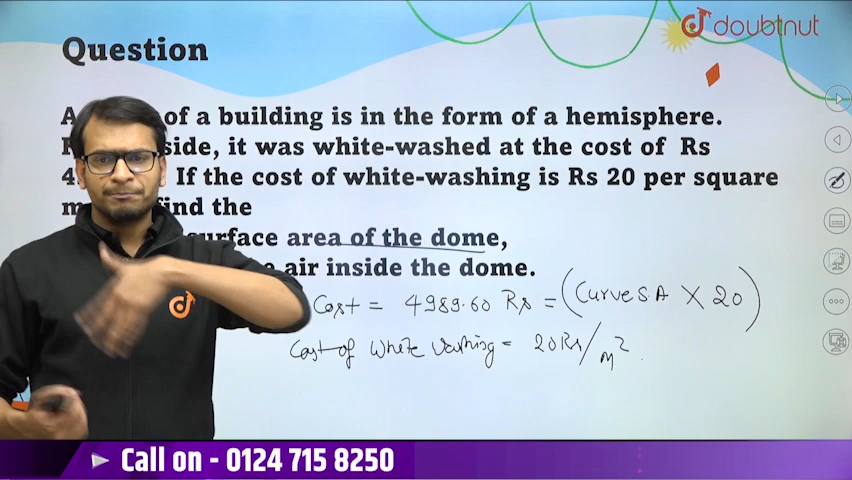 doubtnut
Question
A of a building is in the form of a hemisphere.
side, it was white-washed at the cost of Rs
4 If the cost of white-washing is Rs 20 per square
find the
surface area of the dome,
air inside the dome.
Cost = 4989.60 Rs = (Curve SA X 20)
Cost of White Washing = 20 Rs/m²
Call on - 0124 715 8250